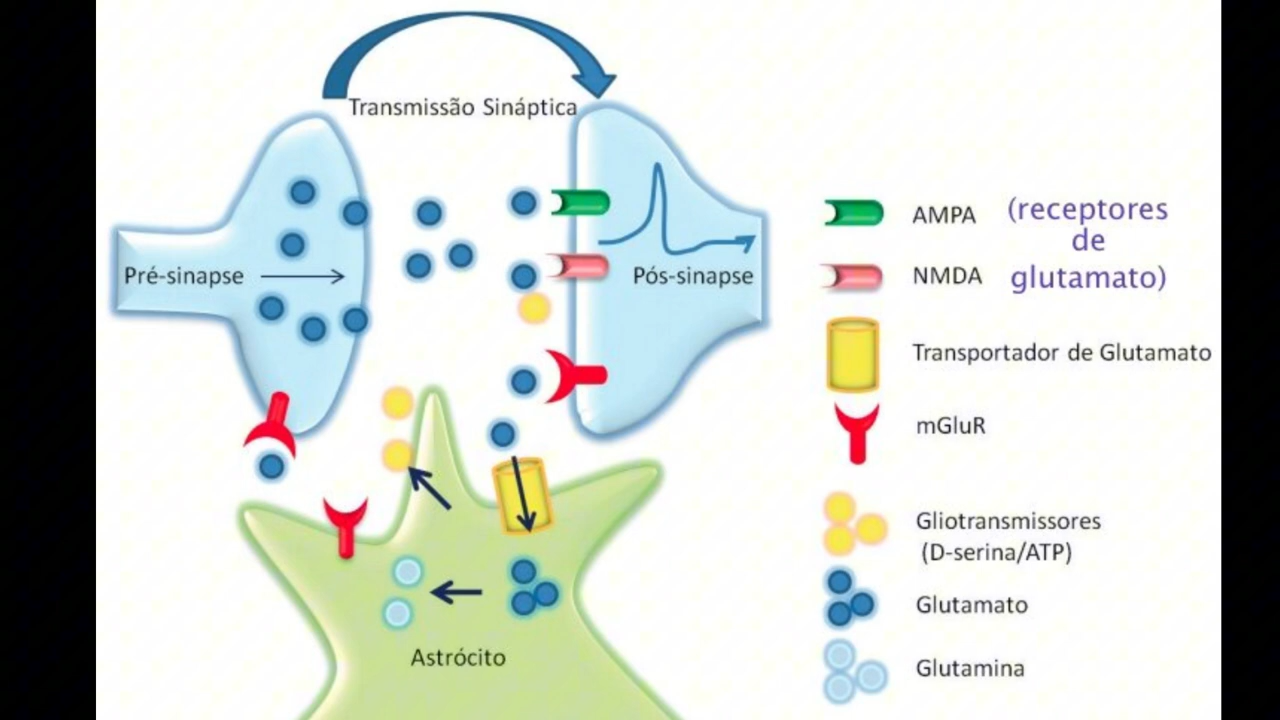 Transmissão Sináptica
Pré-sinapse
Pós-sinapse
Astrócito
AMPA
NMDA
(receptores
de
glutamato)
Transportador de Glutamato
mGluR
Gliotransmissores
(D-serina/ATP)
Glutamato
Glutamina